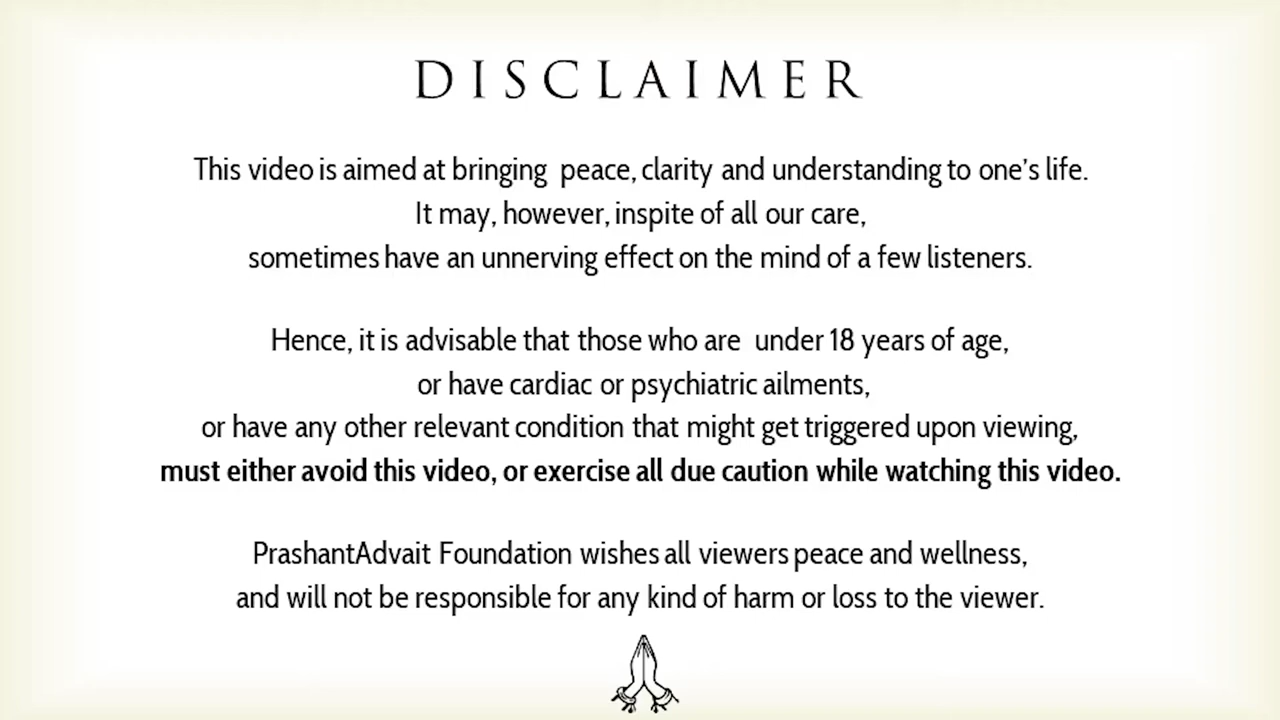 DISCLAIMER
This video is aimed at bringing peace, clarity and understanding to one's life.
It may, however, inspite of all our care,
sometimes have an unnerving effect on the mind of a few listeners.
Hence, it is advisable that those who are under 18 years of age,
or have cardiac or psychiatric ailments,
or have any other relevant condition that might get triggered upon viewing,
must either avoid this video, or exercise all due caution while watching this video.
PrashantAdvait Foundation wishes all viewers peace and wellness,
and will not be responsible for any kind of harm or loss to the viewer.